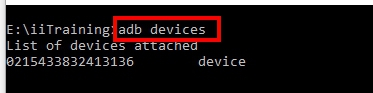 E:\iiTraining>adb devices
List of devices attached
0215433832413136        device